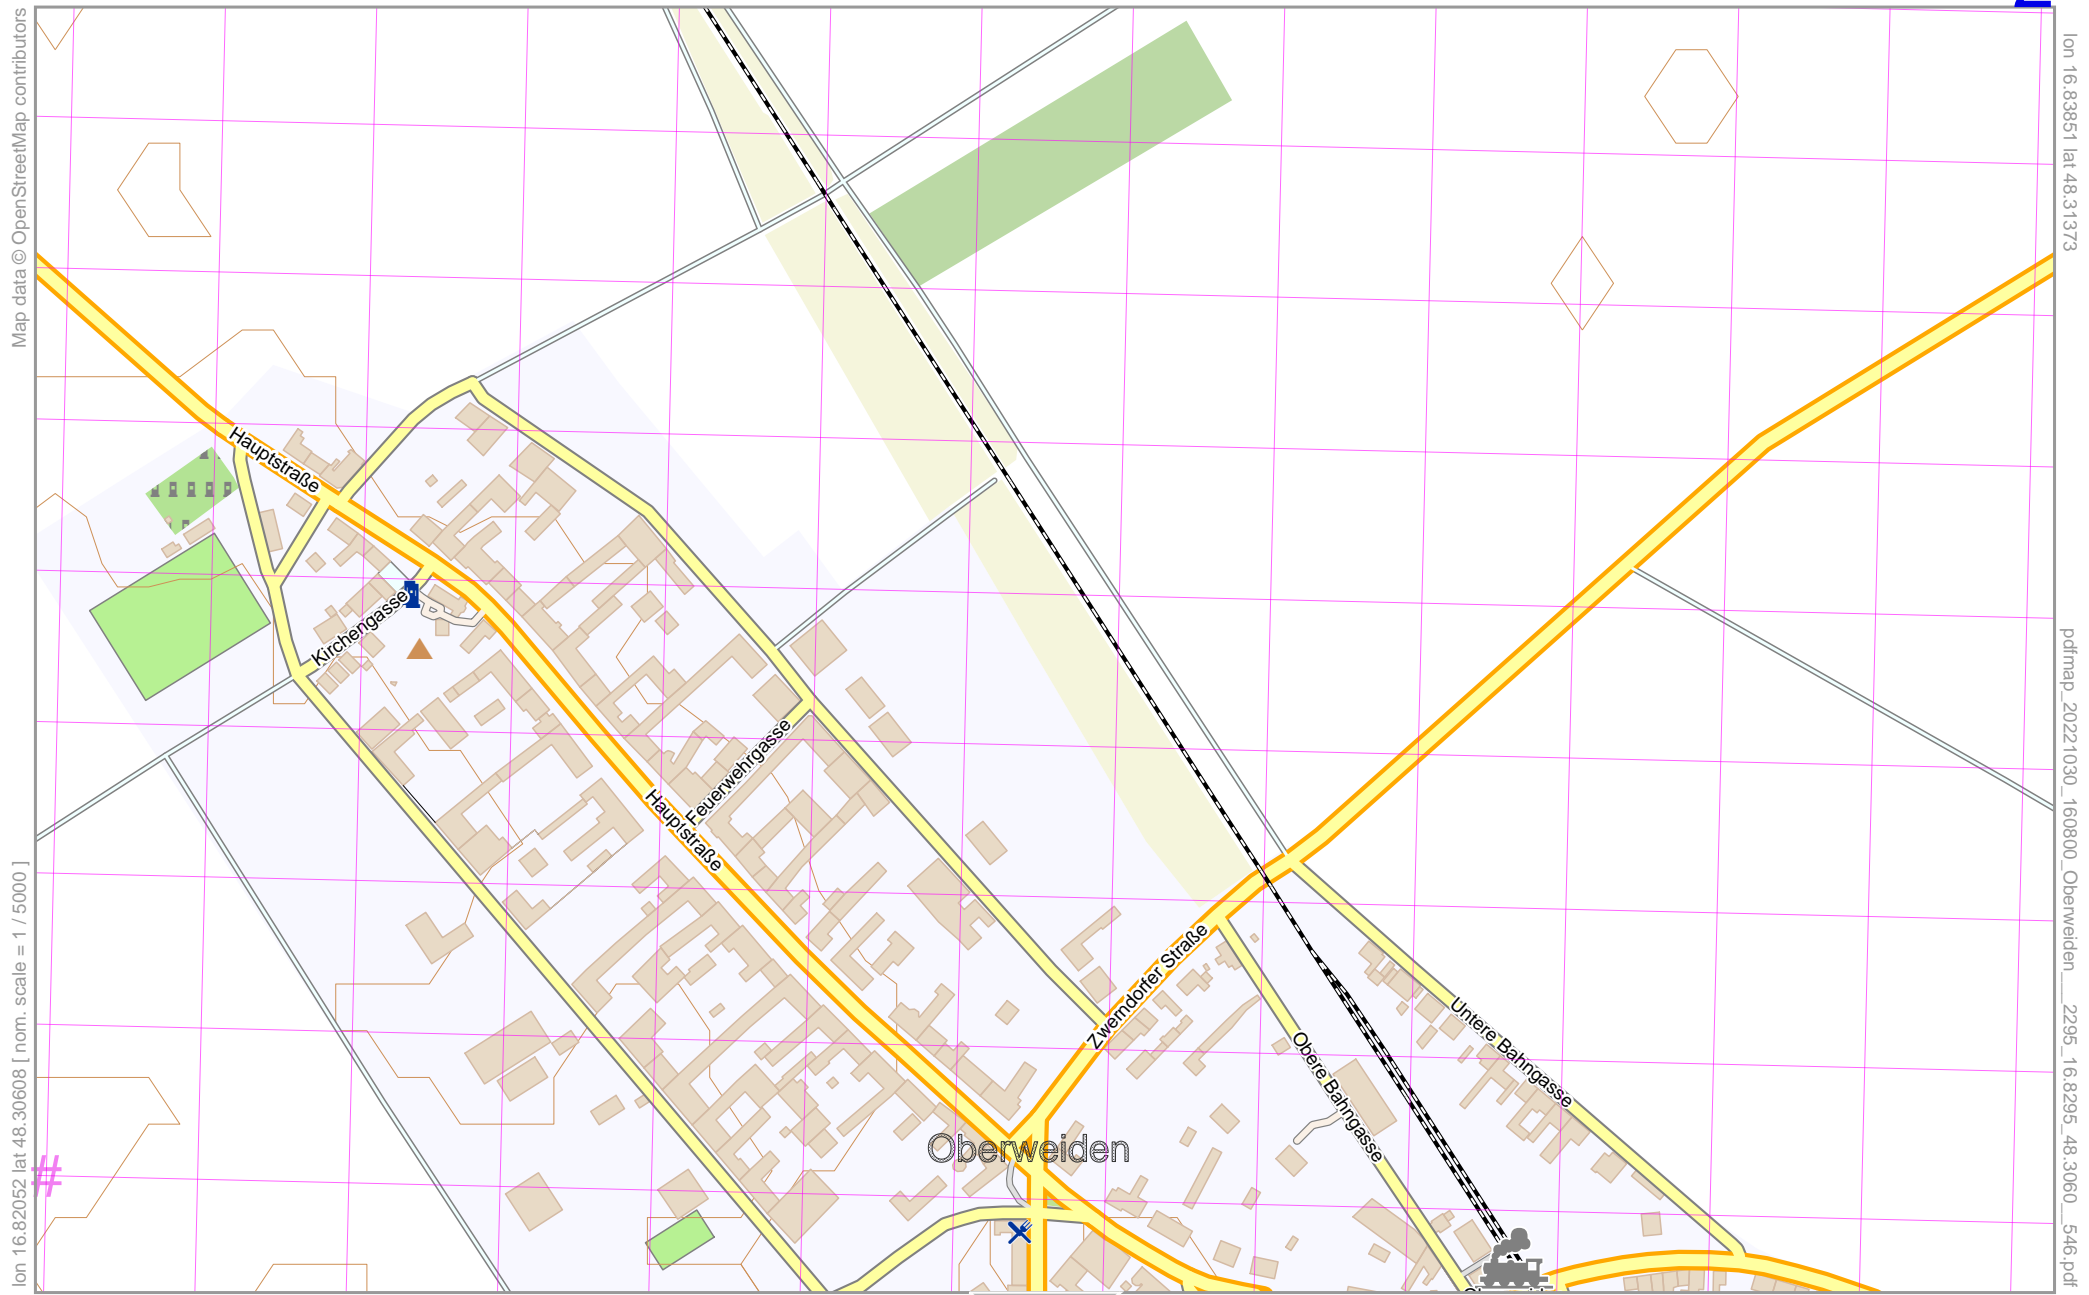 Map data © OpenStreetMap contributors
lon 16.83851 lat 48.31373
Hauptstraße
Kirchengasse
Feuerwehrgasse
Hauptstraße
Zwerndorfer Straße
Obere Bahngasse
Untere Bahngasse
Oberweiden
#
lon 16.82052 lat 48.30608 [ nom. scale = 1 / 5000 ]
pdfmap_20221030_160800_Oberweiden___2295_16.8295_48.3060__546.pdf